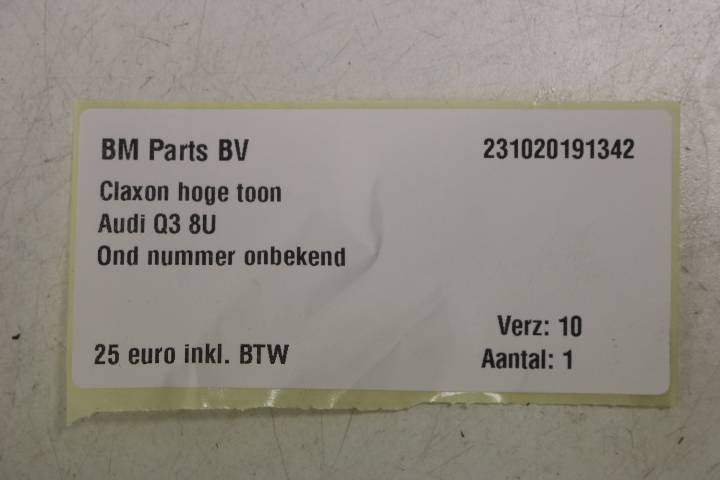 BM Parts BV 231020191342
Claxon hoge toon
Audi Q3 8U
Ond nummer onbekend
Verz: 10
25 euro inkl. BTW Aantal: 1